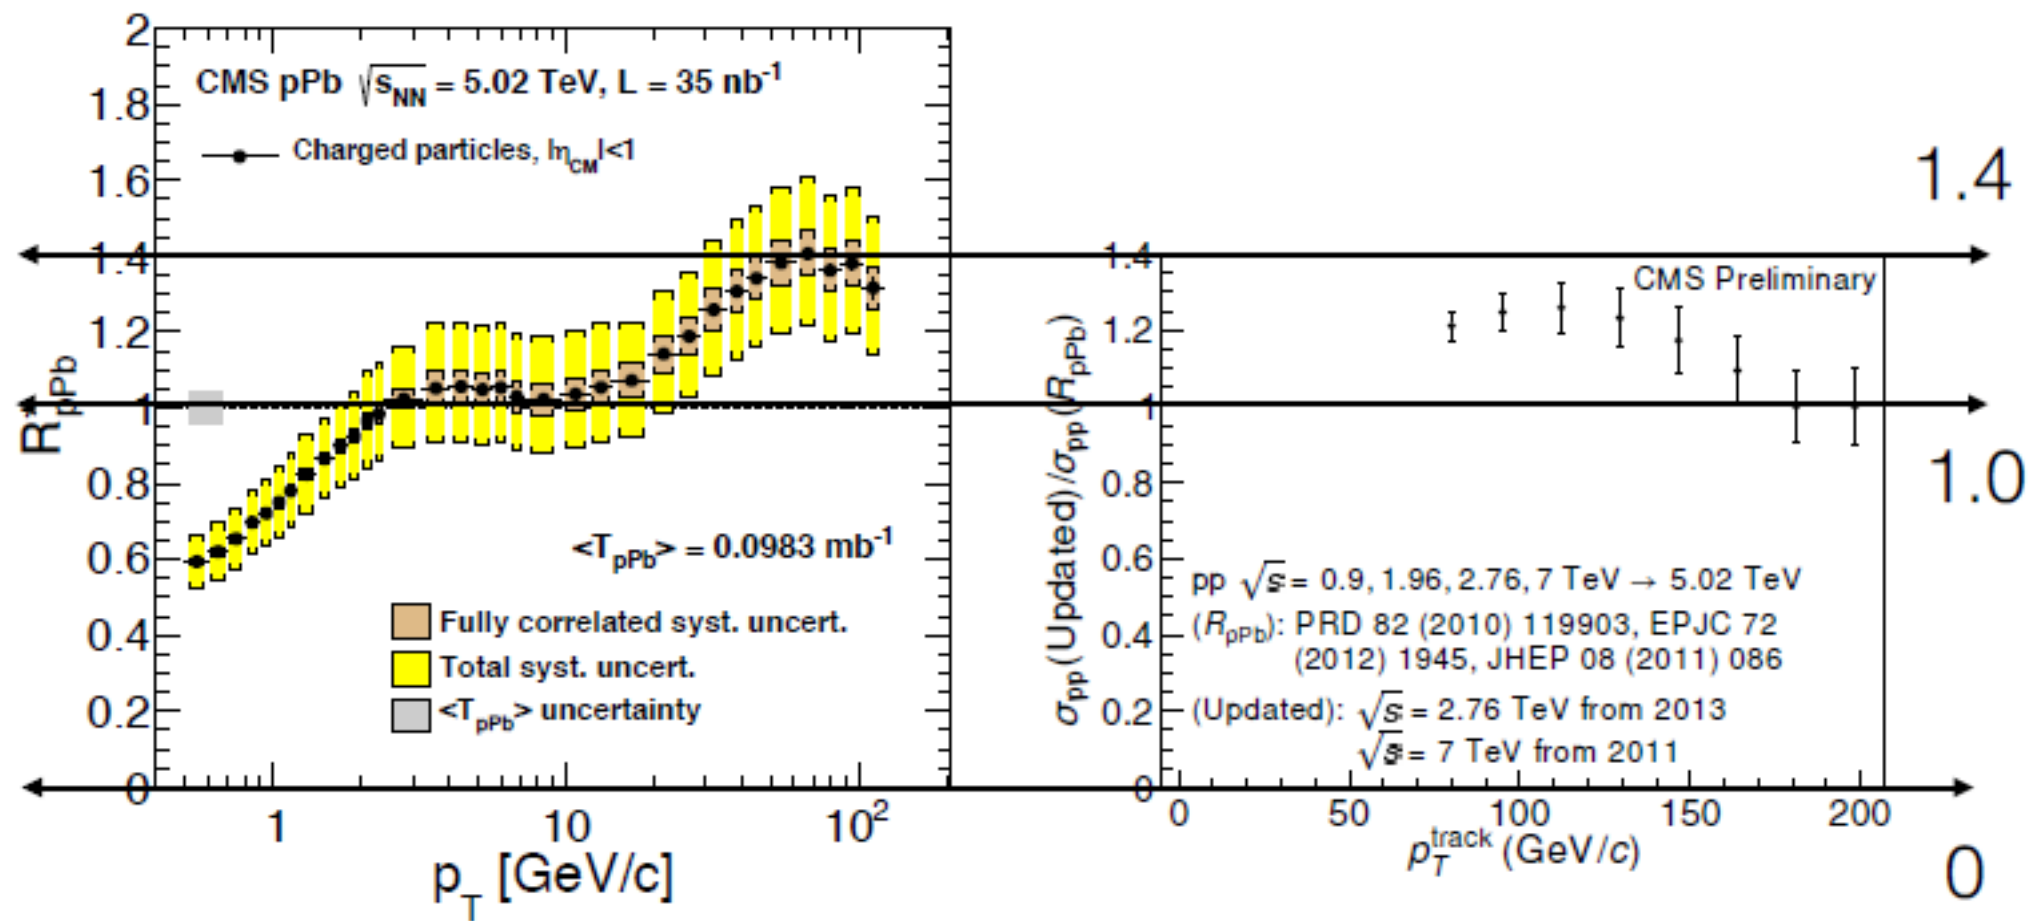 2
1.8
1.6
1.4
1.2
1
0.8
0.6
0.4
0.2
0
R*pPb
CMS pPb √sNN = 5.02 TeV, L = 35 nb-1
Charged particles, |ηCM|<1
<TpPb> = 0.0983 mb-1
Fully correlated syst. uncert.
Total syst. uncert.
<TpPb> uncertainty
1 10 10²
pT [GeV/c]
1.4
1.2
1
0.8
0.6
0.4
0.2
0
σpp(Updated)/σpp(RpPb)
CMS Preliminary
pp √s = 0.9, 1.96, 2.76, 7 TeV → 5.02 TeV
(RpPb): PRD 82 (2010) 119903, EPJC 72
(2012) 1945, JHEP 08 (2011) 086
(Updated): √s = 2.76 TeV from 2013
√s = 7 TeV from 2011
0 50 100 150 200
pTtrack (GeV/c)
1.4
1.0
0